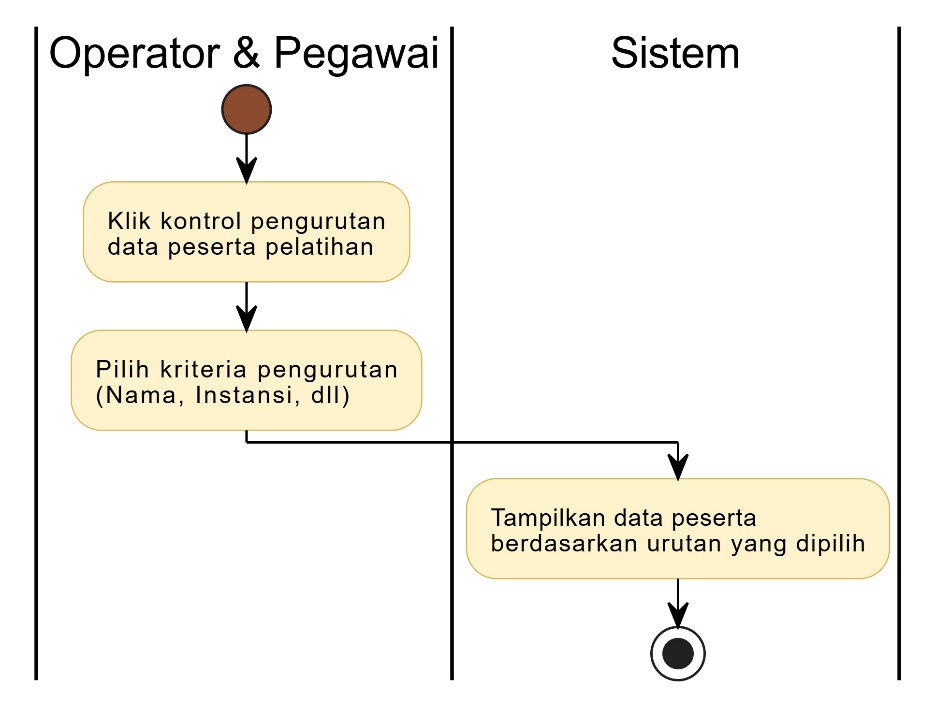 Operator & Pegawai
Sistem
Klik kontrol pengurutan
data peserta pelatihan
Pilih kriteria pengurutan
(Nama, Instansi, dll)
Tampilkan data peserta
berdasarkan urutan yang dipilih